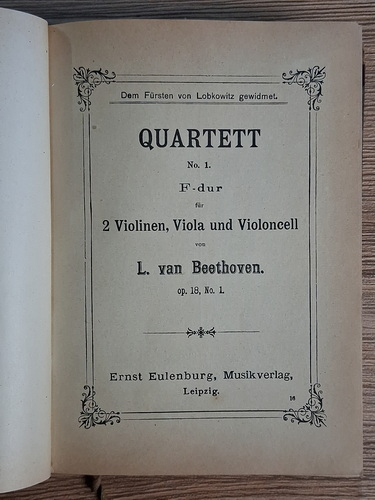 Dem Fürsten von Lobkowitz gewidmet.
QUARTETT
No. 1.
F-dur
für
2 Violinen, Viola und Violoncell
von
L. van Beethoven.
op. 18, No. 1.
Ernst Eulenburg, Musikverlag,
Leipzig.